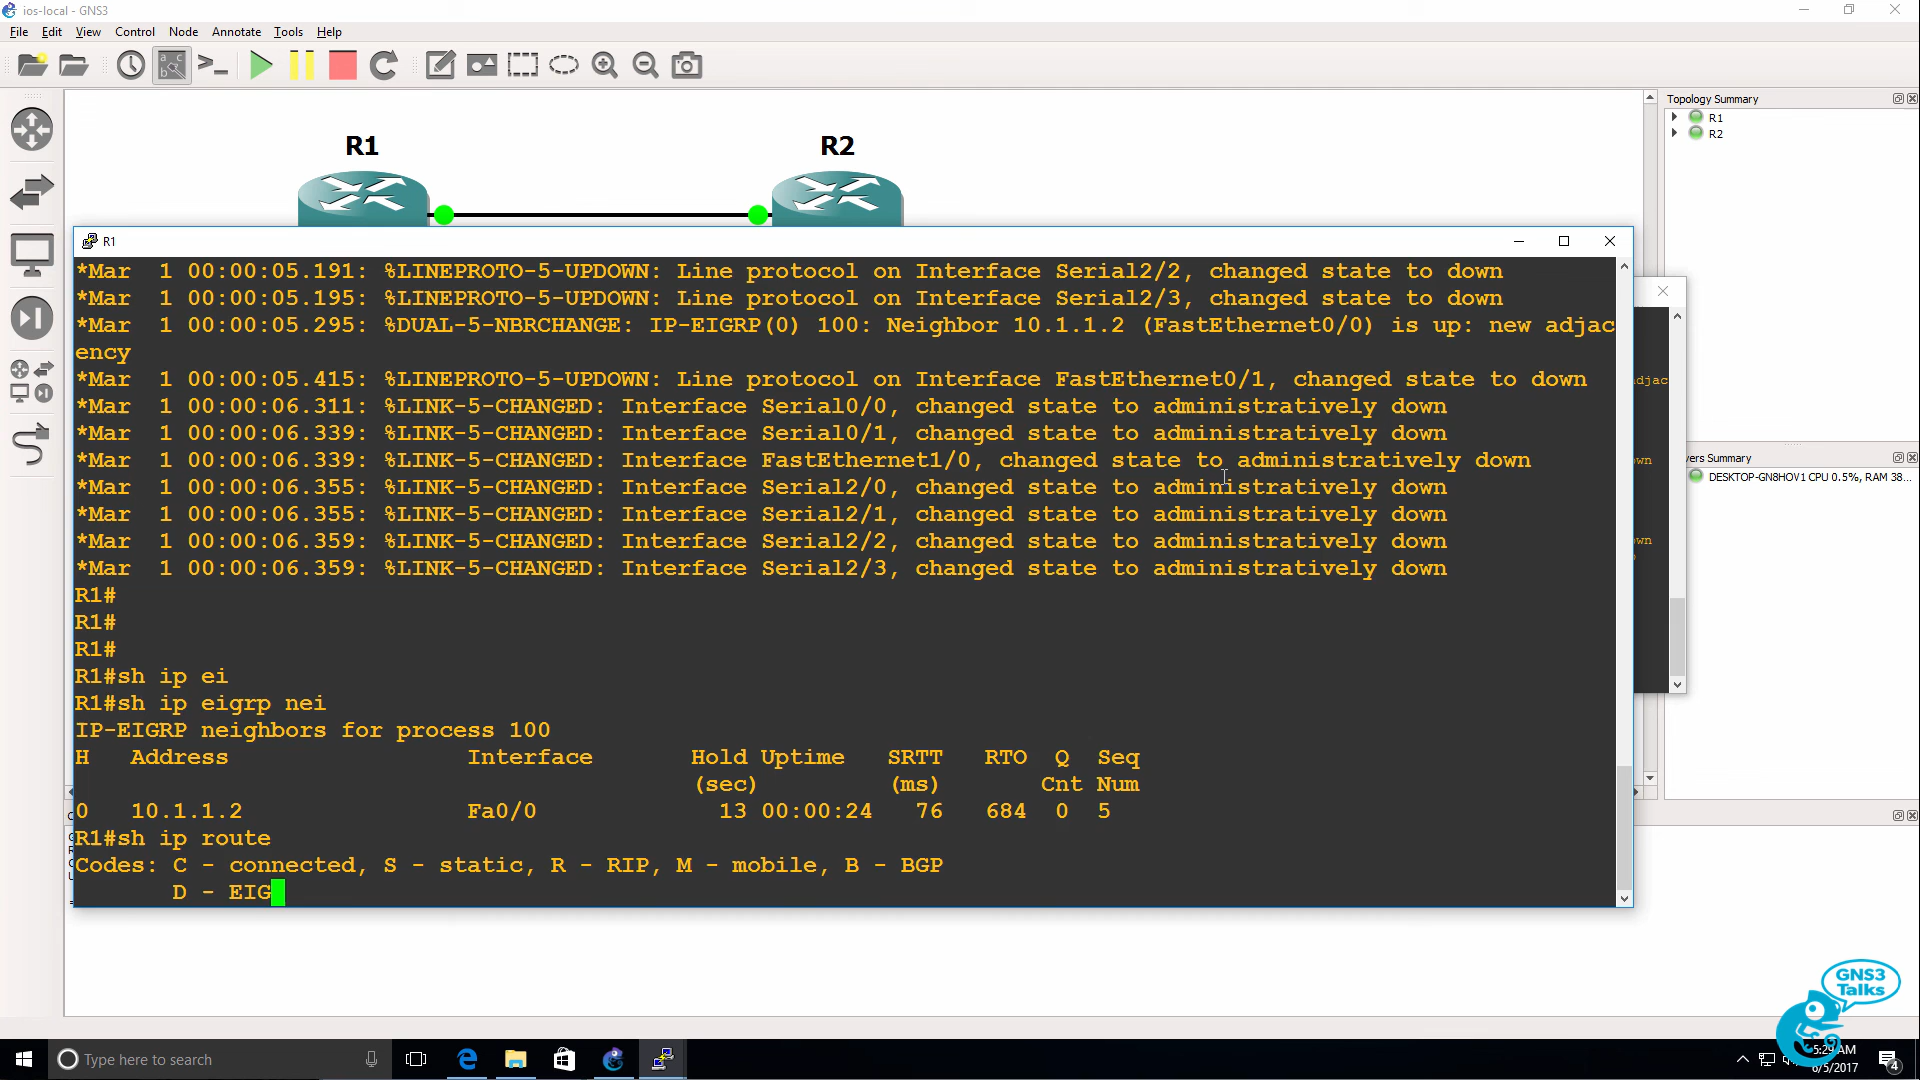 ios-local - GNS3
File Edit View Control Node Annotate Tools Help
Topology Summary
R1
R2
R1
R2
R1
*Mar  1 00:00:05.191: %LINEPROTO-5-UPDOWN: Line protocol on Interface Serial2/2, changed state to down
*Mar  1 00:00:05.195: %LINEPROTO-5-UPDOWN: Line protocol on Interface Serial2/3, changed state to down
*Mar  1 00:00:05.295: %DUAL-5-NBRCHANGE: IP-EIGRP(0) 100: Neighbor 10.1.1.2 (FastEthernet0/0) is up: new adjac
ency
*Mar  1 00:00:05.415: %LINEPROTO-5-UPDOWN: Line protocol on Interface FastEthernet0/1, changed state to down
*Mar  1 00:00:06.311: %LINK-5-CHANGED: Interface Serial0/0, changed state to administratively down
*Mar  1 00:00:06.339: %LINK-5-CHANGED: Interface Serial0/1, changed state to administratively down
*Mar  1 00:00:06.339: %LINK-5-CHANGED: Interface FastEthernet1/0, changed state to administratively down
*Mar  1 00:00:06.355: %LINK-5-CHANGED: Interface Serial2/0, changed state to administratively down
*Mar  1 00:00:06.355: %LINK-5-CHANGED: Interface Serial2/1, changed state to administratively down
*Mar  1 00:00:06.359: %LINK-5-CHANGED: Interface Serial2/2, changed state to administratively down
*Mar  1 00:00:06.359: %LINK-5-CHANGED: Interface Serial2/3, changed state to administratively down
R1#
R1#
R1#
R1#sh ip ei
R1#sh ip eigrp nei
IP-EIGRP neighbors for process 100
H   Address                 Interface       Hold Uptime   SRTT   RTO  Q  Seq
                                            (sec)         (ms)       Cnt Num
0   10.1.1.2                Fa0/0             13 00:00:24   76   684  0  5
R1#sh ip route
Codes: C - connected, S - static, R - RIP, M - mobile, B - BGP
       D - EIG
adjac
own
own
vers Summary
DESKTOP-GN8HOV1 CPU 0.5%, RAM 38...
GNS3
Talks
Type here to search
AM
6/5/2017
4